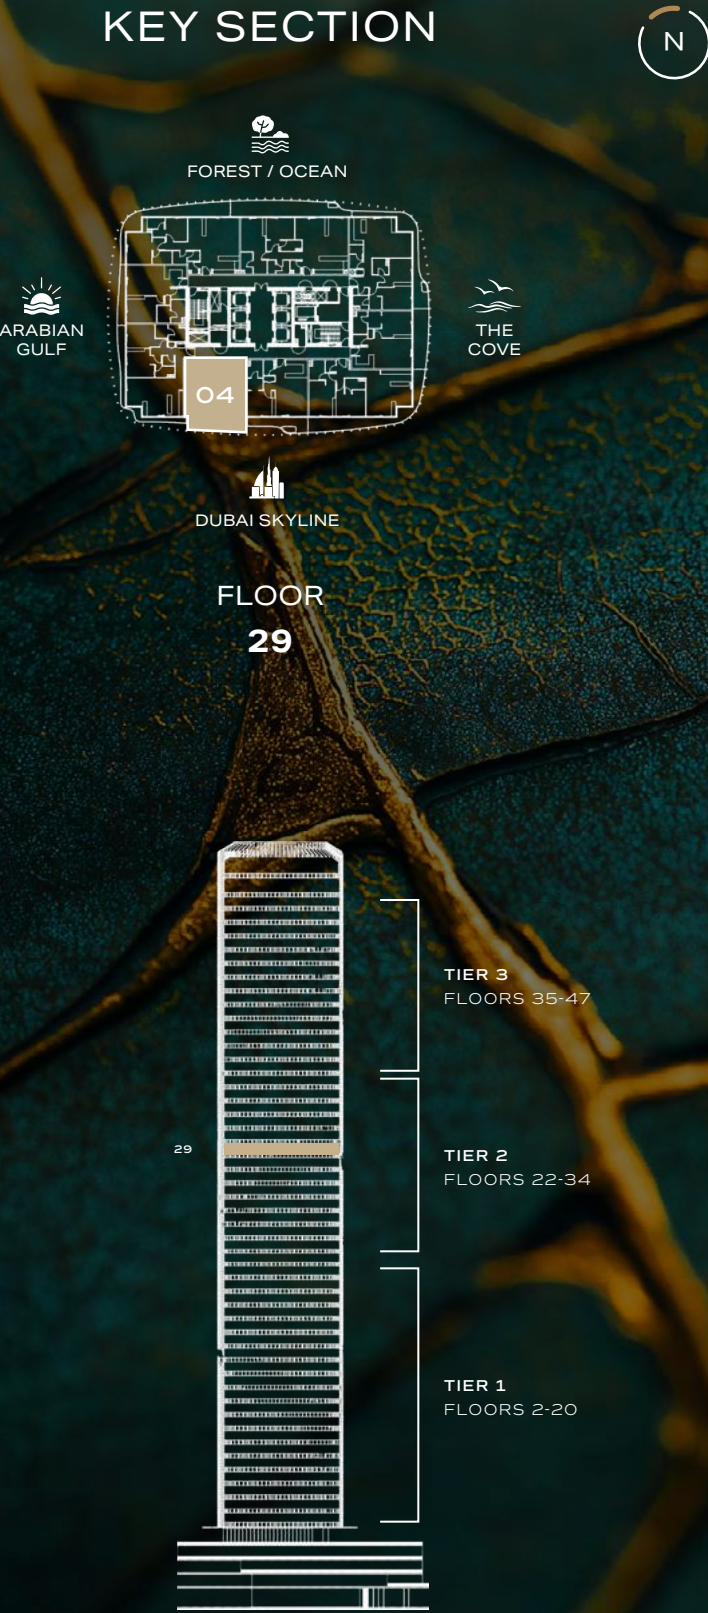 KEY SECTION
N
FOREST / OCEAN
ARABIAN
GULF
THE
COVE
04
DUBAI SKYLINE
FLOOR
29
TIER 3
FLOORS 35-47
29
TIER 2
FLOORS 22-34
TIER 1
FLOORS 2-20